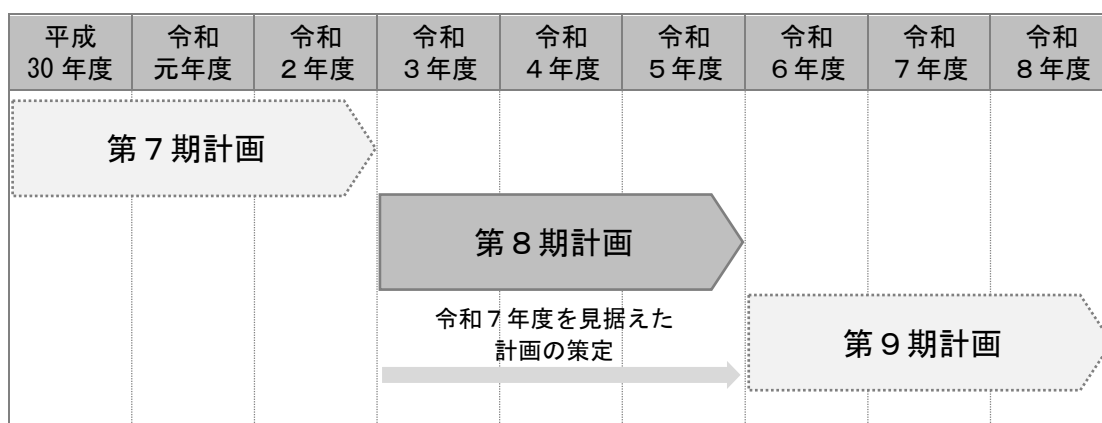 平成
30年度
令和
元年度
令和
２年度
令和
３年度
令和
４年度
令和
５年度
令和
６年度
令和
７年度
令和
８年度
第７期計画
第８期計画
令和７年度を見据えた
計画の策定
第９期計画